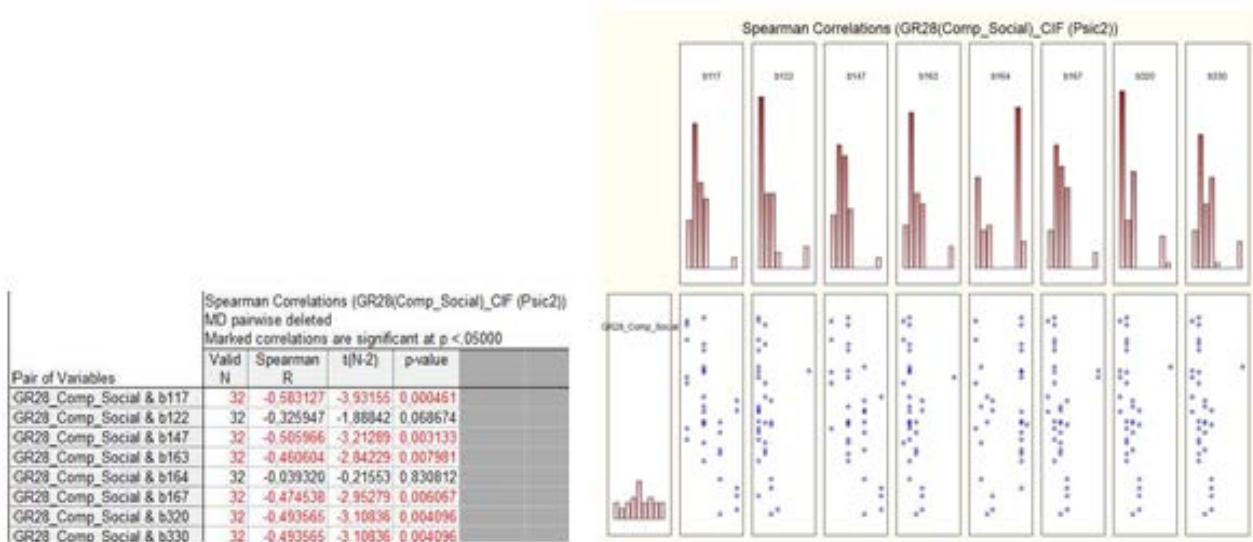 Spearman Correlations (GR28(Comp_Social)_CIF (Psic2))
MD pairwise deleted
Marked correlations are significant at p <,05000
Pair of Variables Valid N Spearman R t(N-2) p-value
GR28_Comp_Social & b117 32 -0,583127 -3,93155 0,000461
GR28_Comp_Social & b122 32 -0,325947 -1,88842 0,068674
GR28_Comp_Social & b147 32 -0,505966 -3,21289 0,003133
GR28_Comp_Social & b163 32 -0,460604 -2,84229 0,007981
GR28_Comp_Social & b164 32 -0,039320 -0,21553 0,830812
GR28_Comp_Social & b167 32 -0,474538 -2,95279 0,006067
GR28_Comp_Social & b320 32 -0,493565 -3,10836 0,004096
GR28_Comp_Social & b330 32 -0,493565 -3,10836 0,004096
Spearman Correlations (GR28(Comp_Social)_CIF (Psic2))
b117 b122 b147 b163 b164 b167 b320 b330
GR28_Comp_Social